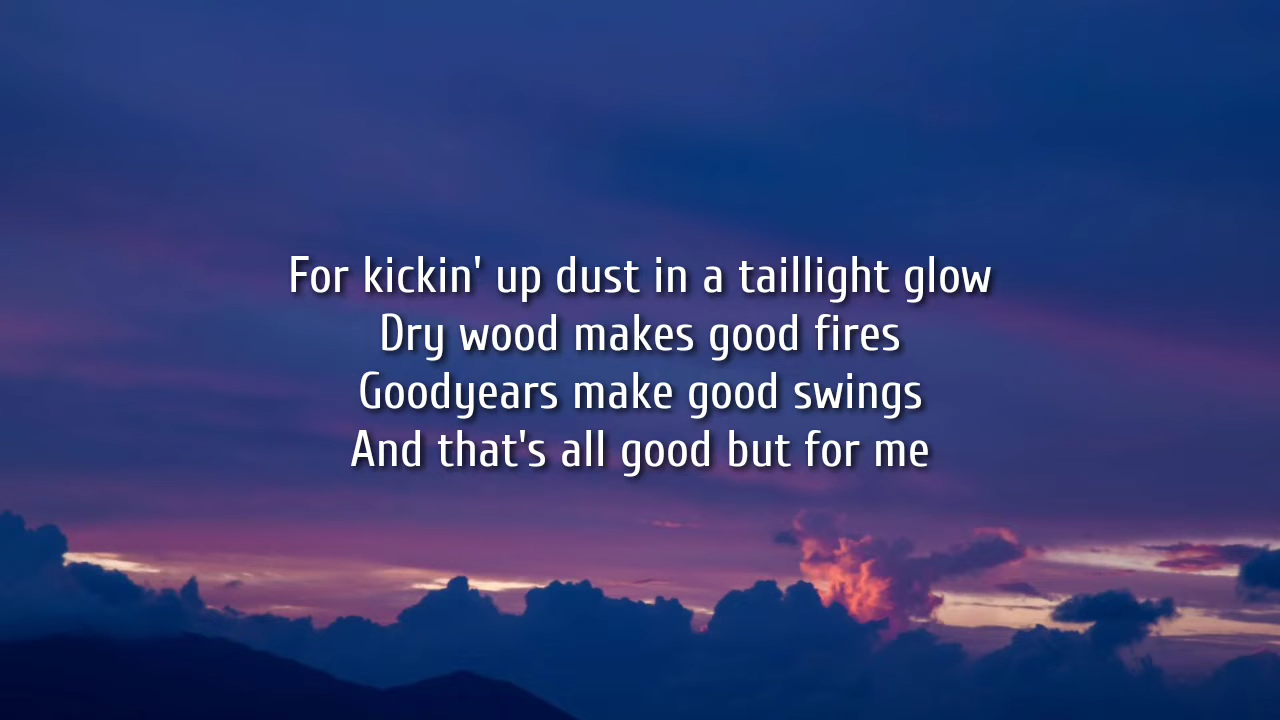 For kickin' up dust in a taillight glow
Dry wood makes good fires
Goodyears make good swings
And that's all good but for me